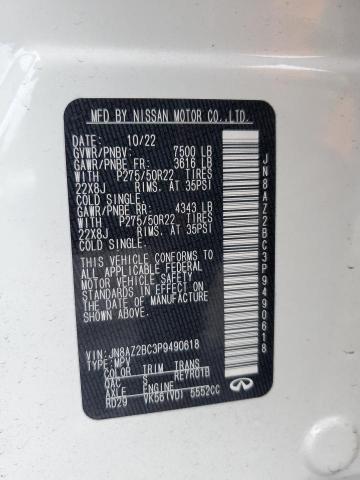 MFD BY NISSAN MOTOR CO.,LTD.
DATE: 10/22
GVWR/PNBV: 7500 LB
GAWR/PNBE FR: 3616 LB
WITH P275/50R22 TIRES
22X8J RIMS. AT 35PSI
COLD SINGLE
GAWR/PNBE RR: 4343 LB
WITH P275/50R22 TIRES
22X8J RIMS. AT 35PSI
COLD SINGLE
THIS VEHICLE CONFORMS
TO ALL APPLICABLE FEDERAL
MOTOR VEHICLE SAFETY
STANDARDS IN EFFECT ON
THE DATE OF MANUFACTURE
SHOWN ABOVE.
VIN: JN8AZ2BC3P9490618
TYPE: MPV
COLOR TRIM TRANS
QAC S RE7R01B
AXLE ENGINE
RD29 VK56(VD) 5552CC
JN8AZ2BC3P9490618